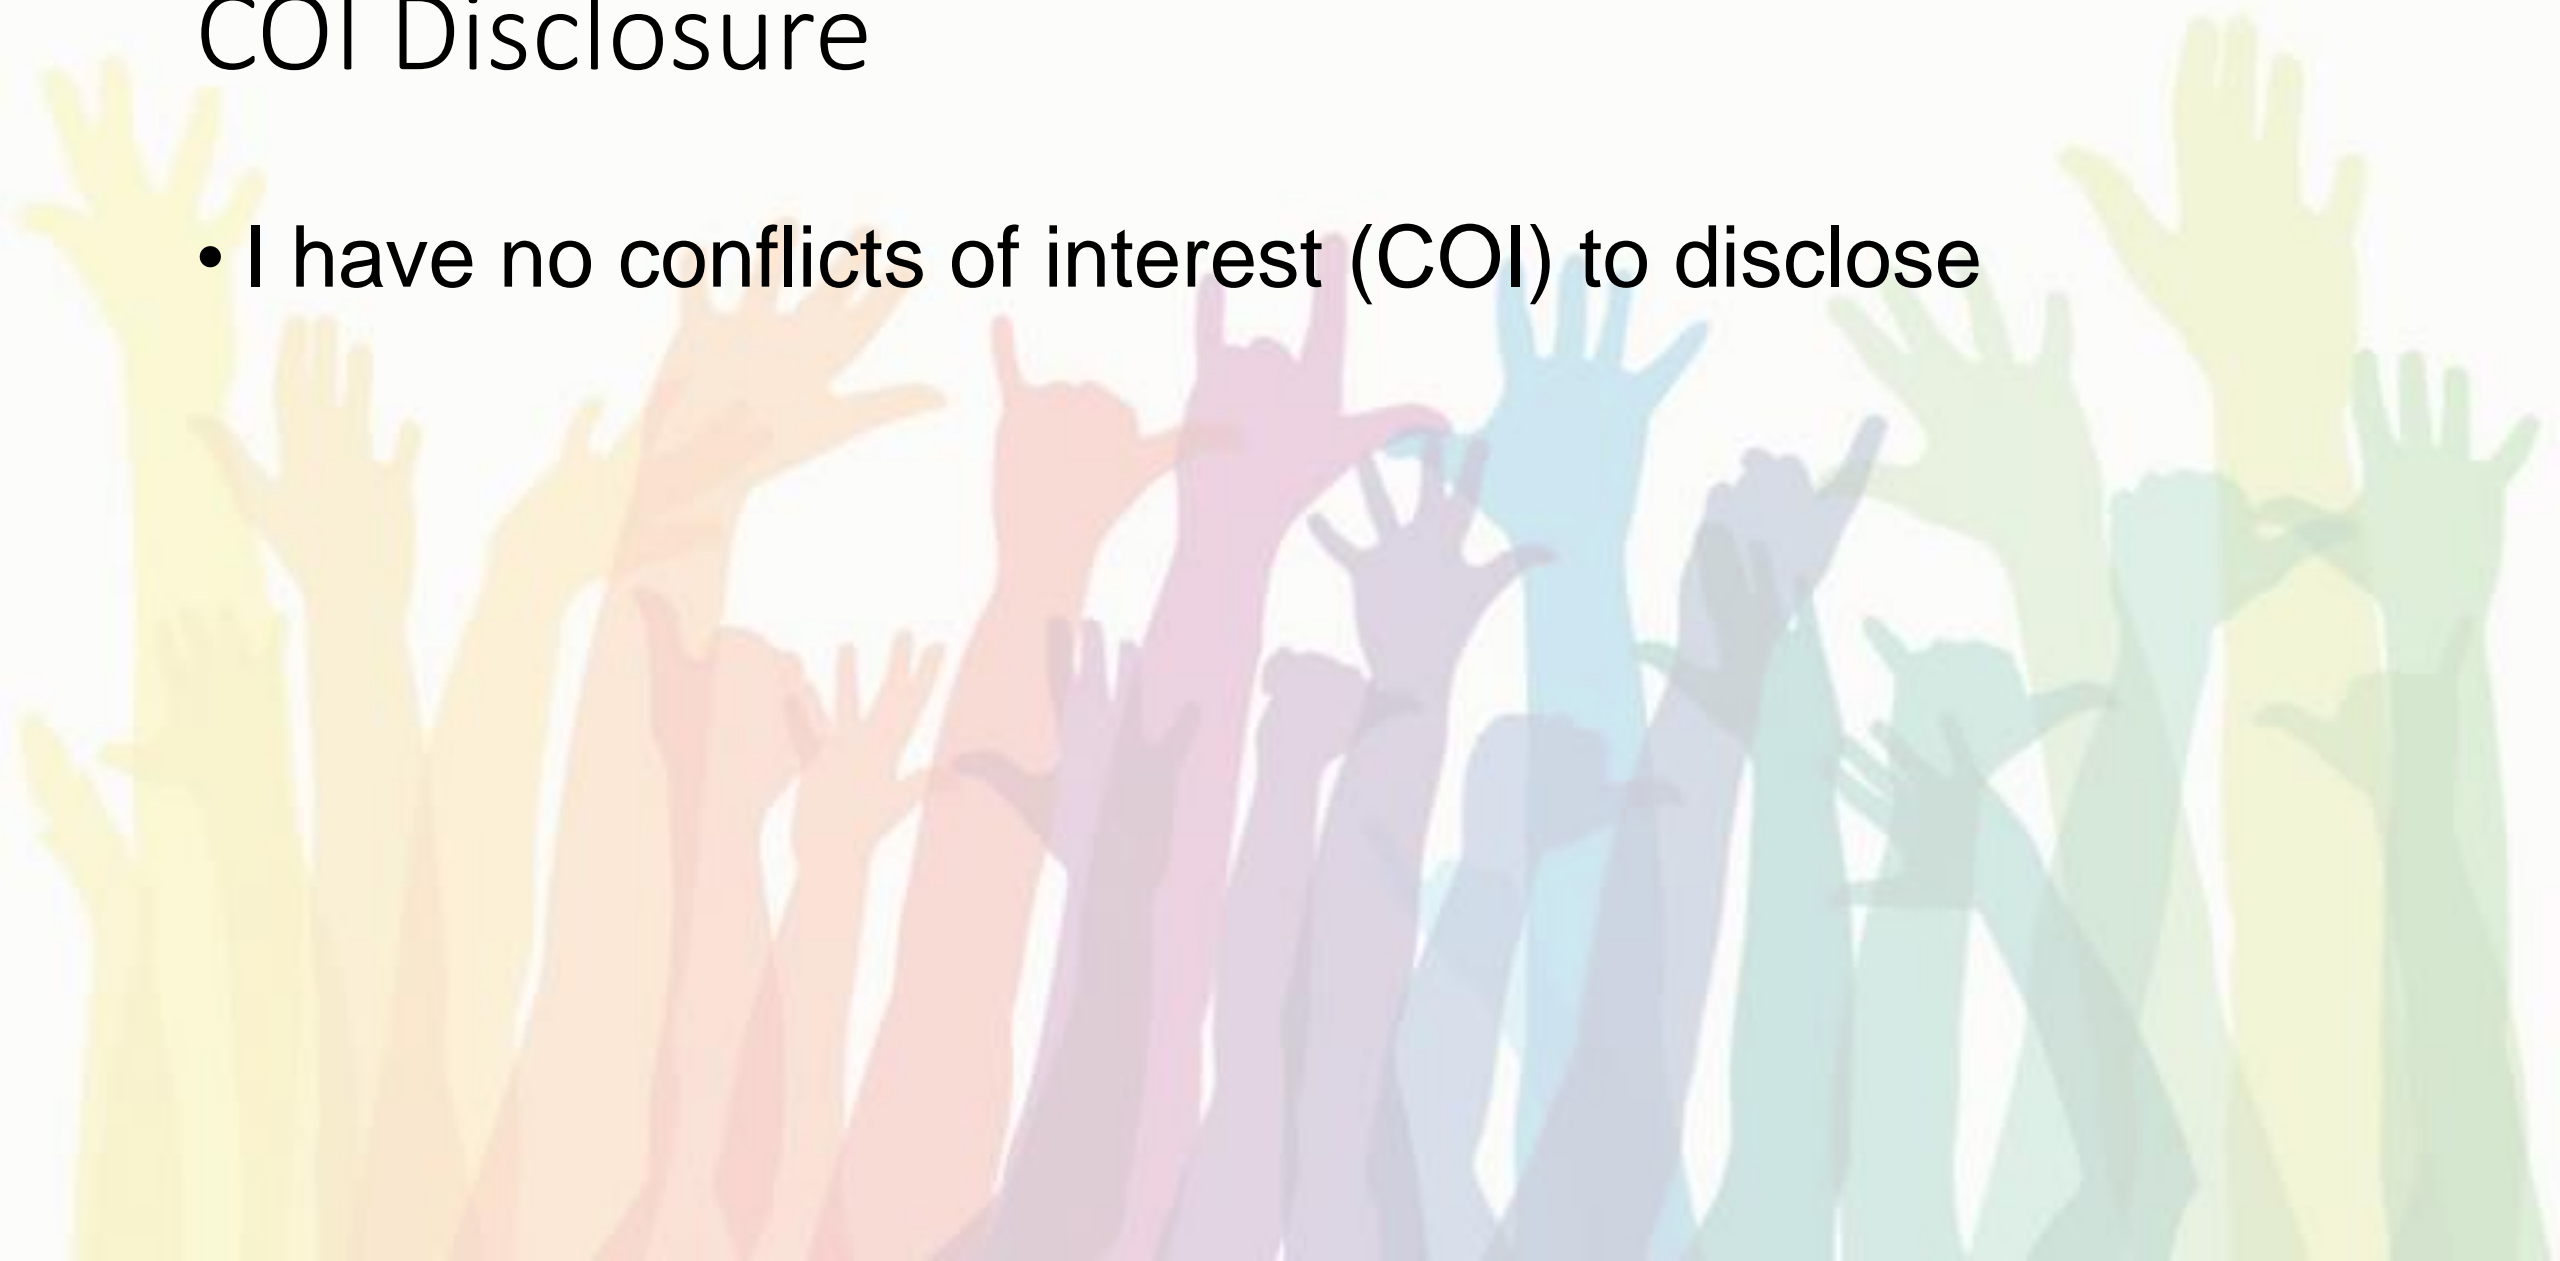 COI Disclosure
• I have no conflicts of interest (COI) to disclose